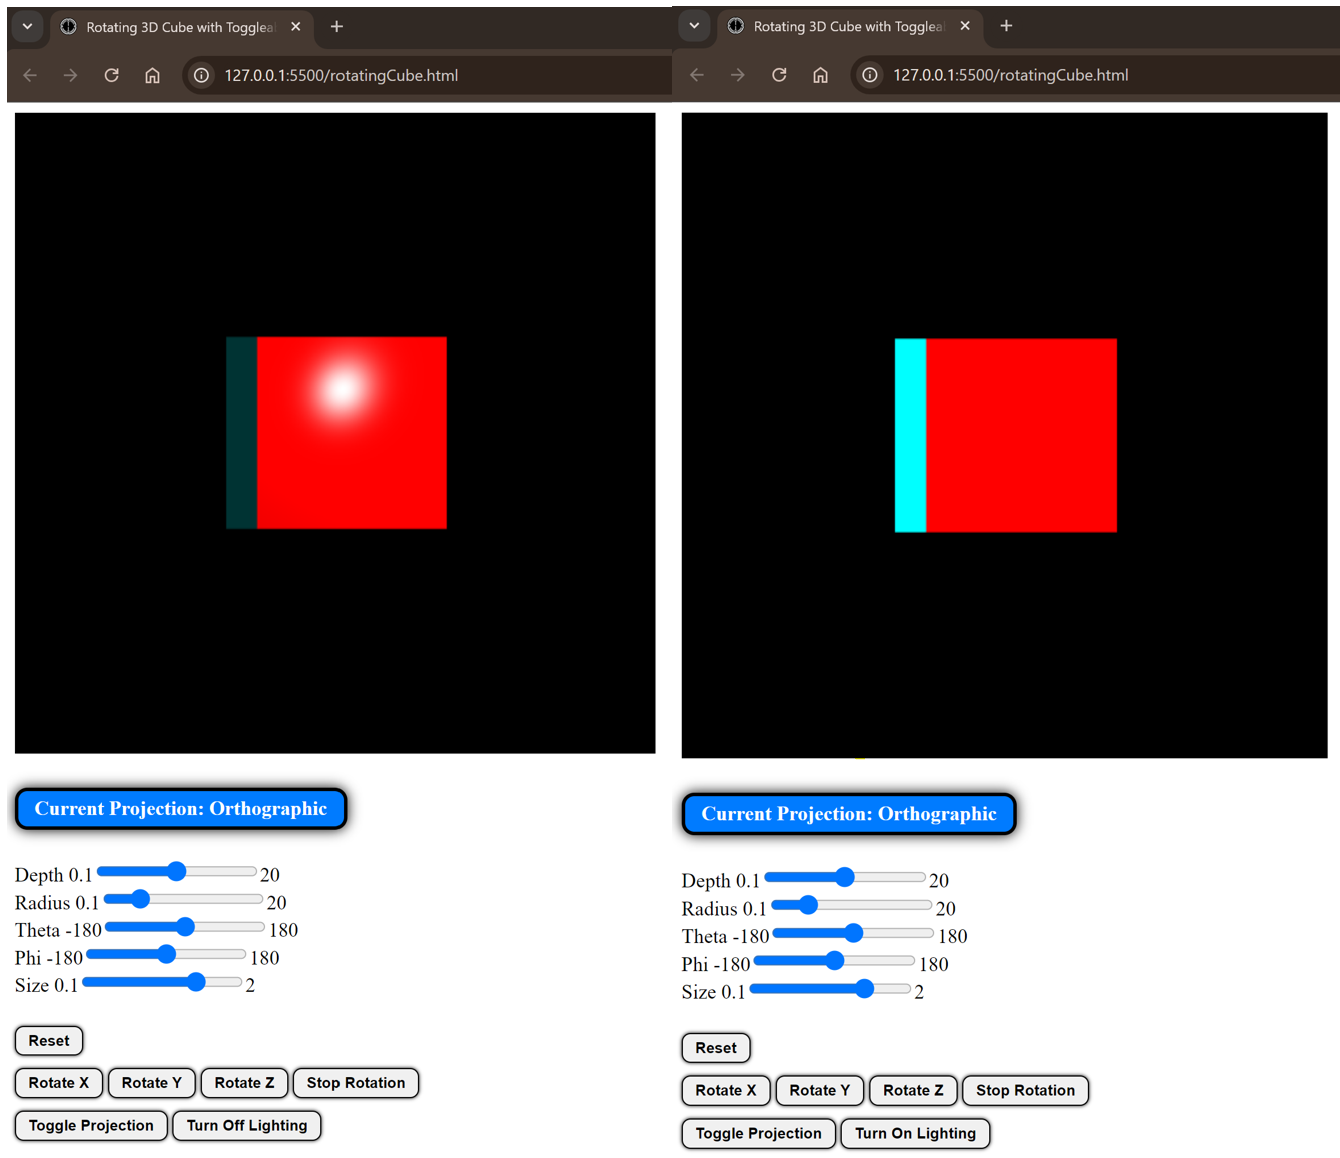 Rotating 3D Cube with Toggleal
127.0.0.1:5500/rotatingCube.html
Current Projection: Orthographic
Depth 0.1 20
Radius 0.1 20
Theta -180 180
Phi -180 180
Size 0.1 2
Reset
Rotate X Rotate Y Rotate Z Stop Rotation
Toggle Projection Turn Off Lighting
Rotating 3D Cube with Toggleal
127.0.0.1:5500/rotatingCube.html
Current Projection: Orthographic
Depth 0.1 20
Radius 0.1 20
Theta -180 180
Phi -180 180
Size 0.1 2
Reset
Rotate X Rotate Y Rotate Z Stop Rotation
Toggle Projection Turn On Lighting